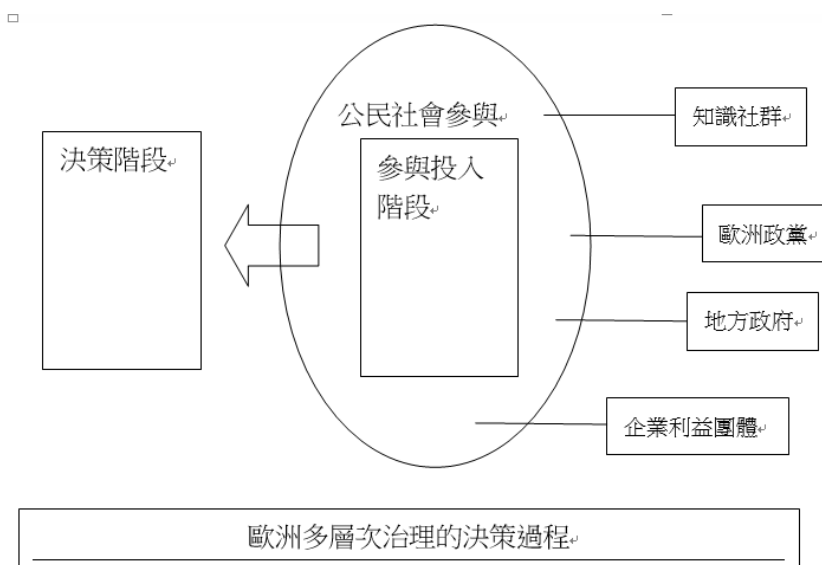 公民社會參與
知識社群
決策階段
參與投入
階段
歐洲政黨
地方政府
企業利益團體
歐洲多層次治理的決策過程